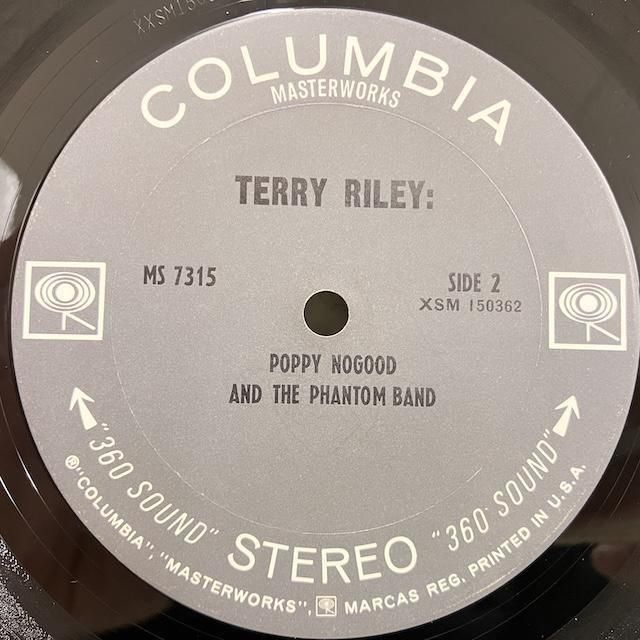 COLUMBIA
MASTERWORKS
TERRY RILEY:
MS 7315
SIDE 2
XSM 150362
POPPY NOGOOD
AND THE PHANTOM BAND
"360 SOUND" STEREO "360 SOUND"
®"COLUMBIA", "MASTERWORKS", MARCAS REG. PRINTED IN U.S.A.